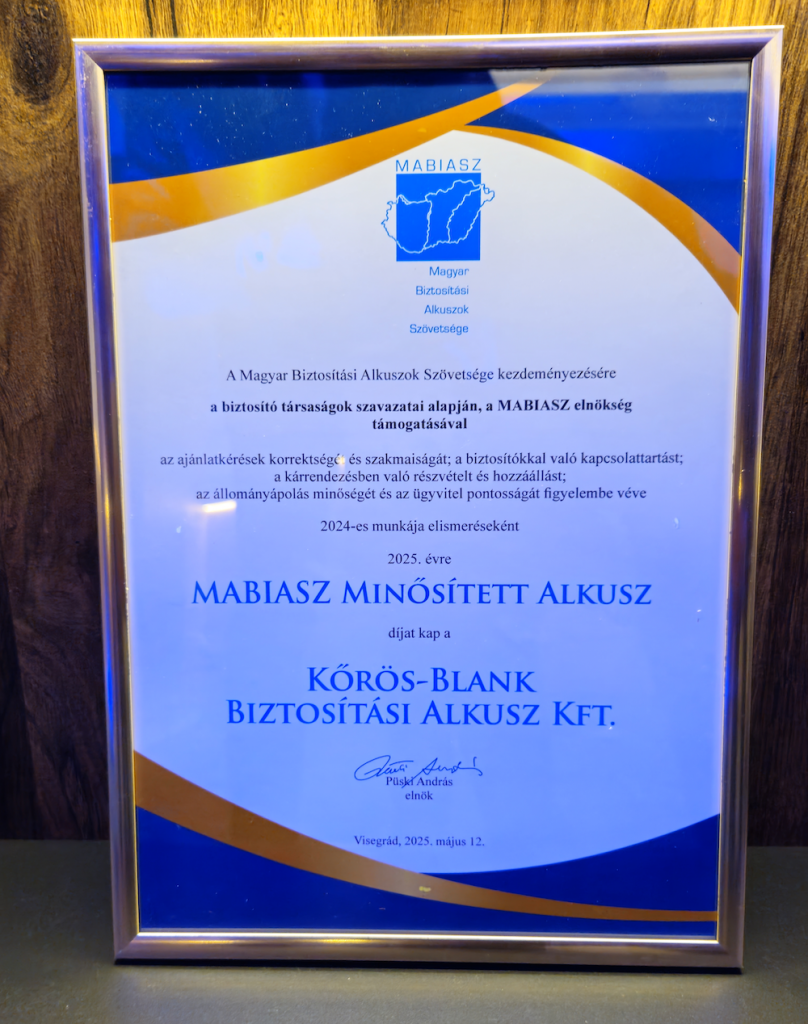 MABIASZ
Magyar
Biztosítási
Alkuszok
Szövetsége
A Magyar Biztosítási Alkuszok Szövetsége kezdeményezésére
a biztosító társaságok szavazatai alapján, a MABIASZ elnökség
támogatásával
az ajánlatkérések korrektségét és szakmaiságát; a biztosítókkal való kapcsolattartást;
a kárrendezésben való részvételt és hozzáállást;
az állományápolás minőségét és az ügyvitel pontosságát figyelembe véve
2024-es munkája elismeréseként
2025. évre
MABIASZ MINŐSÍTETT ALKUSZ
díjat kap a
KŐRÖS-BLANK
BIZTOSÍTÁSI ALKUSZ KFT.
Püski András
elnök
Visegrád, 2025. május 12.